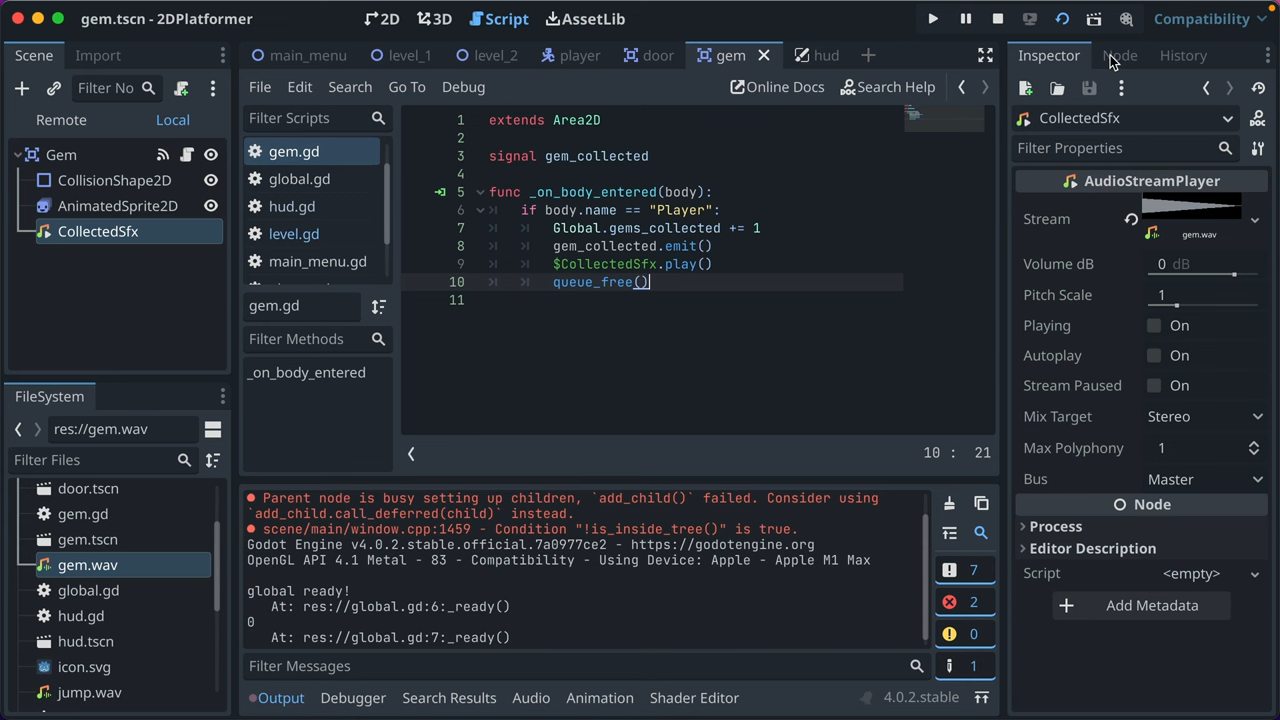 gem.tscn - 2DPlatformer
2D
3D
Script
AssetLib
Compatibility
Scene
Import
main_menu
level_1
level_2
player
door
gem
hud
Inspector
Node
History
Filter No
File
Edit
Search
Go To
Debug
Online Docs
Search Help
Remote
Local
Filter Scripts
CollectedSfx
Filter Properties
Gem
CollisionShape2D
AnimatedSprite2D
CollectedSfx
gem.gd
global.gd
hud.gd
level.gd
main_menu.gd
gem.gd
Filter Methods
_on_body_entered
1 extends Area2D
2
3 signal gem_collected
4
5 func _on_body_entered(body):
6 if body.name == "Player":
7 Global.gems_collected += 1
8 gem_collected.emit()
9 $CollectedSfx.play()
10 queue_free()
11
10 : 21
AudioStreamPlayer
Stream
gem.wav
Volume dB
0 dB
Pitch Scale
1
Playing
On
Autoplay
On
Stream Paused
On
Mix Target
Stereo
Max Polyphony
1
Bus
Master
Node
Process
Editor Description
Script
<empty>
Add Metadata
FileSystem
res://gem.wav
Filter Files
door.tscn
gem.gd
gem.tscn
gem.wav
global.gd
hud.gd
hud.tscn
icon.svg
jump.wav
Parent node is busy setting up children, `add_child()` failed. Consider using
`add_child.call_deferred(child)` instead.
scene/main/window.cpp:1459 - Condition "!is_inside_tree()" is true.
Godot Engine v4.0.2.stable.official.7a0977ce2 - https://godotengine.org
OpenGL API 4.1 Metal - 83 - Compatibility - Using Device: Apple - Apple M1 Max
global ready!
At: res://global.gd:6:_ready()
0
At: res://global.gd:7:_ready()
7
2
0
1
Filter Messages
Output
Debugger
Search Results
Audio
Animation
Shader Editor
4.0.2.stable